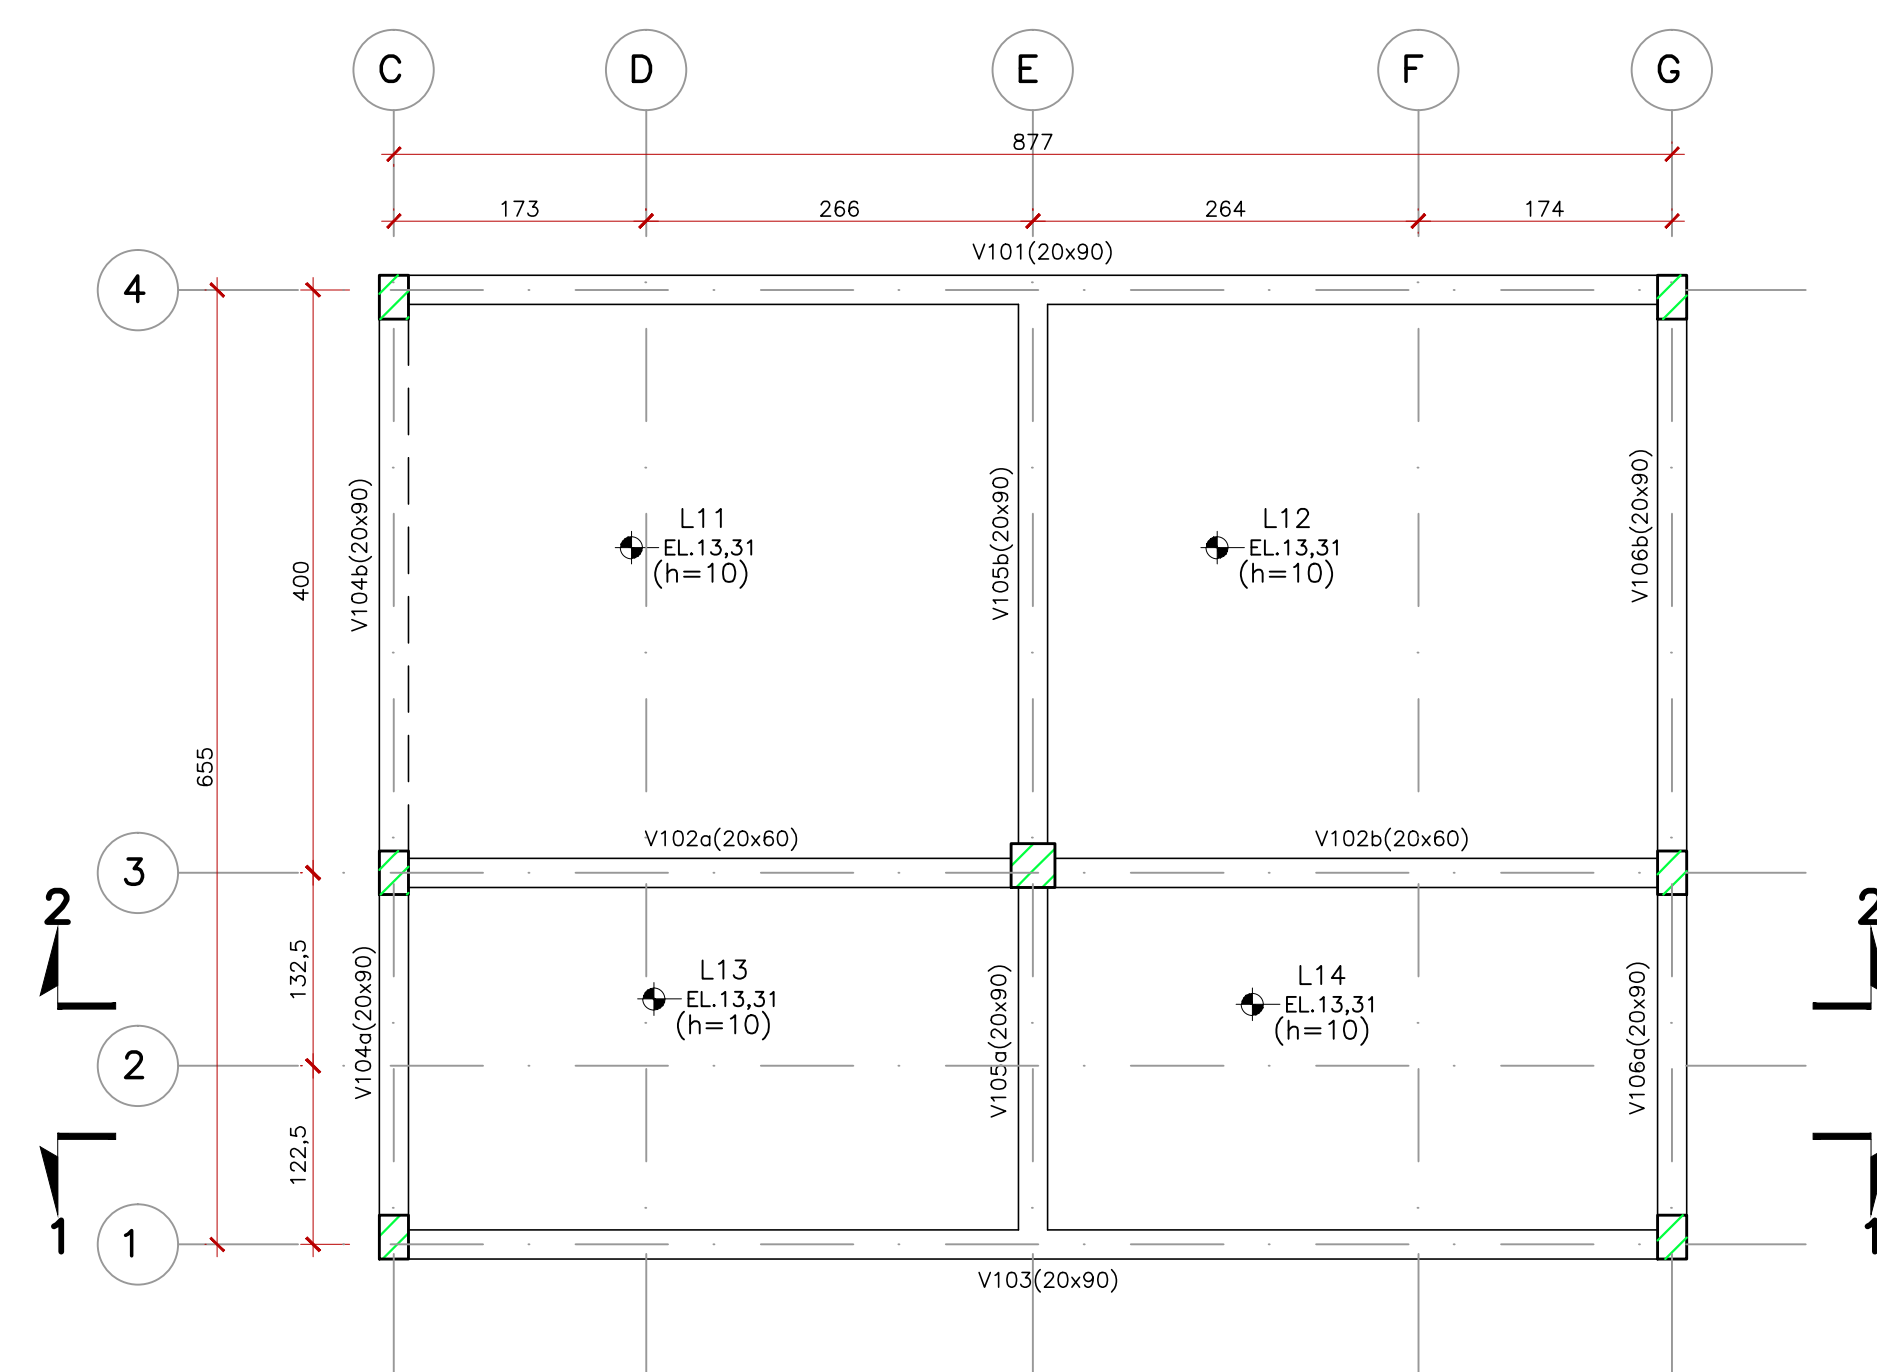 C D E F G
877
173 266 264 174
V101(20x90)
4
400
655
V104b(20x90)
L11
EL.13,31
(h=10)
V105b(20x90)
L12
EL.13,31
(h=10)
V106b(20x90)
V102a(20x60)
V102b(20x60)
3
2
2
132,5
V104a(20x90)
L13
EL.13,31
(h=10)
V105a(20x90)
L14
EL.13,31
(h=10)
V106a(20x90)
2
122,5
1
1
1
V103(20x90)